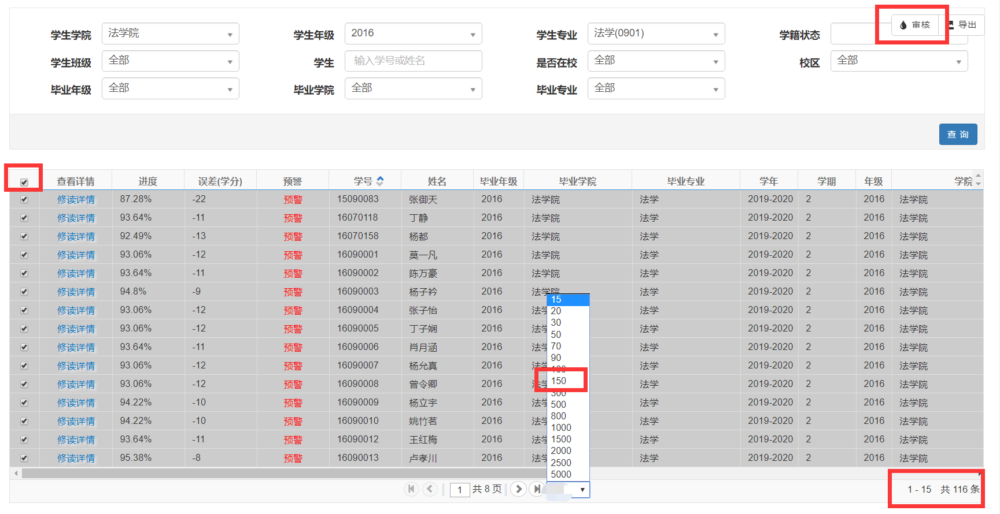 审核 导出
学生学院 法学院 学生年级 2016 学生专业 法学(0901) 学籍状态
学生班级 全部 学生 输入学号或姓名 是否在校 全部 校区 全部
毕业年级 全部 毕业学院 全部 毕业专业 全部
查 询
查看详情 进度 误差(学分) 预警 学号 姓名 毕业年级 毕业学院 毕业专业 学年 学期 年级 学院
修读详情 87.28% -22 预警 15090083 张御天 2016 法学院 法学 2019-2020 2 2016 法学院
修读详情 93.64% -11 预警 16070118 丁静 2016 法学院 法学 2019-2020 2 2016 法学院
修读详情 92.49% -13 预警 16070158 杨都 2016 法学院 法学 2019-2020 2 2016 法学院
修读详情 93.06% -12 预警 16090001 莫一凡 2016 法学院 法学 2019-2020 2 2016 法学院
修读详情 93.64% -11 预警 16090002 陈万豪 2016 法学院 法学 2019-2020 2 2016 法学院
修读详情 94.8% -9 预警 16090003 杨子衿 2016 法学院 法学 2019-2020 2 2016 法学院
修读详情 93.06% -12 预警 16090004 张子怡 2016 法学 法学 2019-2020 2 2016 法学院
修读详情 93.06% -12 预警 16090005 丁子娴 2016 法学 法学 2019-2020 2 2016 法学院
修读详情 93.64% -11 预警 16090006 肖月涵 2016 法学 法学 2019-2020 2 2016 法学院
修读详情 93.06% -12 预警 16090007 杨允真 2016 法学 法学 2019-2020 2 2016 法学院
修读详情 93.06% -12 预警 16090008 曾令卿 2016 法学 法学 2019-2020 2 2016 法学院
修读详情 94.22% -10 预警 16090009 杨立宇 2016 法学 法学 2019-2020 2 2016 法学院
修读详情 94.22% -10 预警 16090010 姚竹茗 2016 法学 法学 2019-2020 2 2016 法学院
修读详情 93.64% -11 预警 16090012 王红梅 2016 法学 法学 2019-2020 2 2016 法学院
修读详情 95.38% -8 预警 16090013 卢孝川 2016 法学 法学 2019-2020 2 2016 法学院
15
20
30
50
70
90
100
150
300
500
800
1000
1500
2000
2500
5000
1 共 8 页 1 - 15 共 116 条